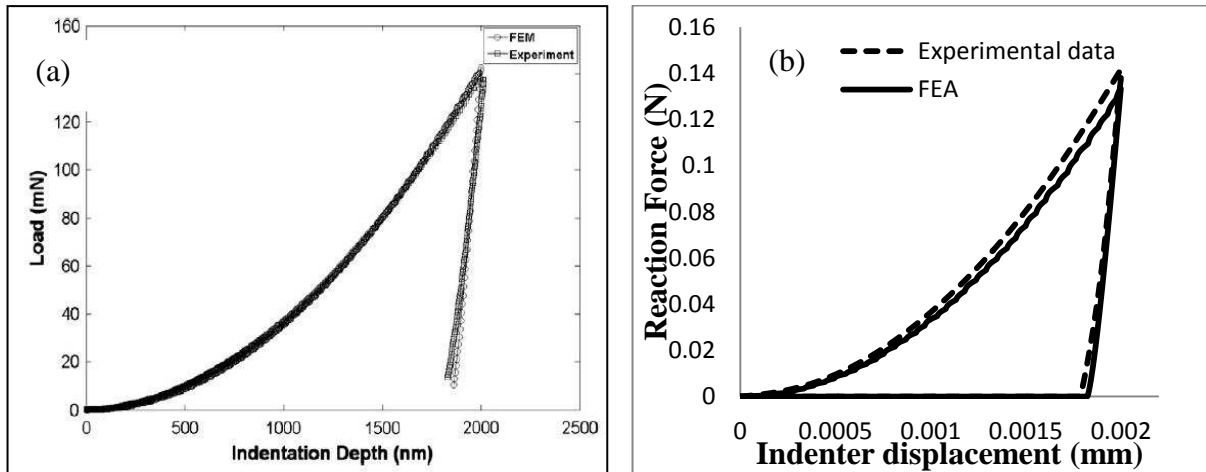 (a)
FEM
Experiment
160
140
120
100
80
60
40
20
0
0 500 1000 1500 2000 2500
Load (mN)
Indentation Depth (nm)
(b)
Experimental data
FEA
0.16
0.14
0.12
0.1
0.08
0.06
0.04
0.02
0
0 0.0005 0.001 0.0015 0.002
Reaction Force (N)
Indenter displacement (mm)